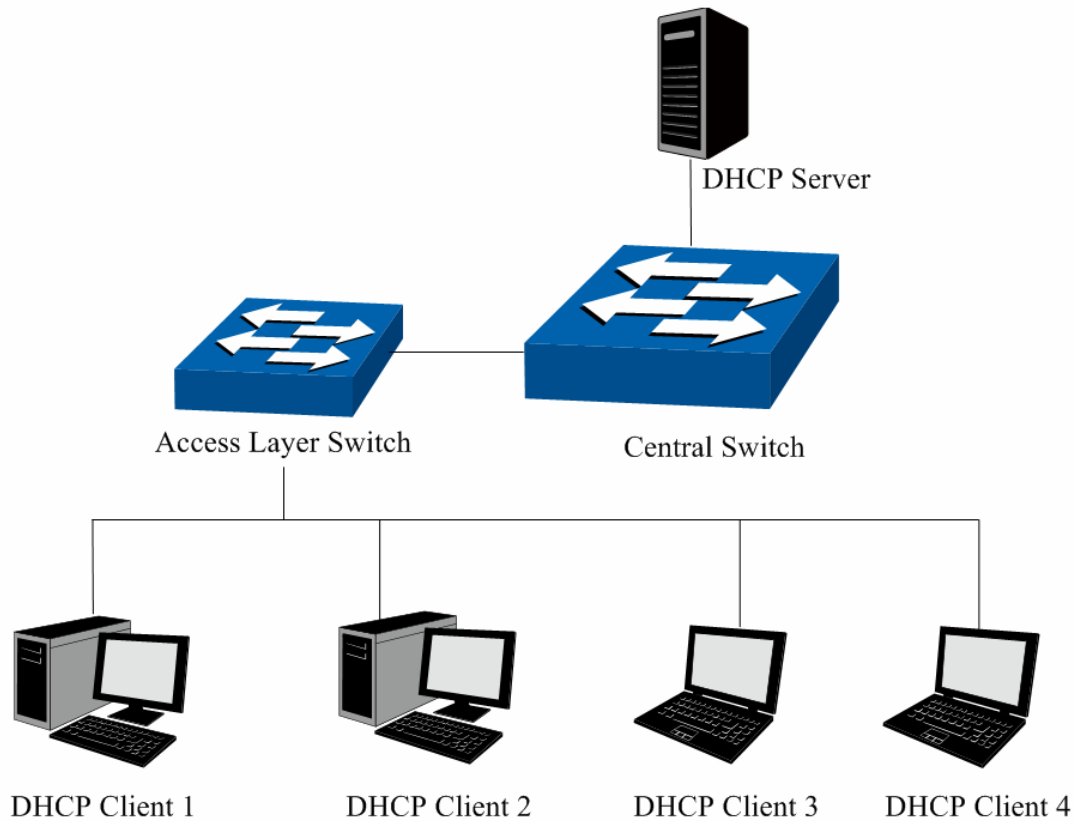 DHCP Server
Access Layer Switch
Central Switch
DHCP Client 1
DHCP Client 2
DHCP Client 3
DHCP Client 4